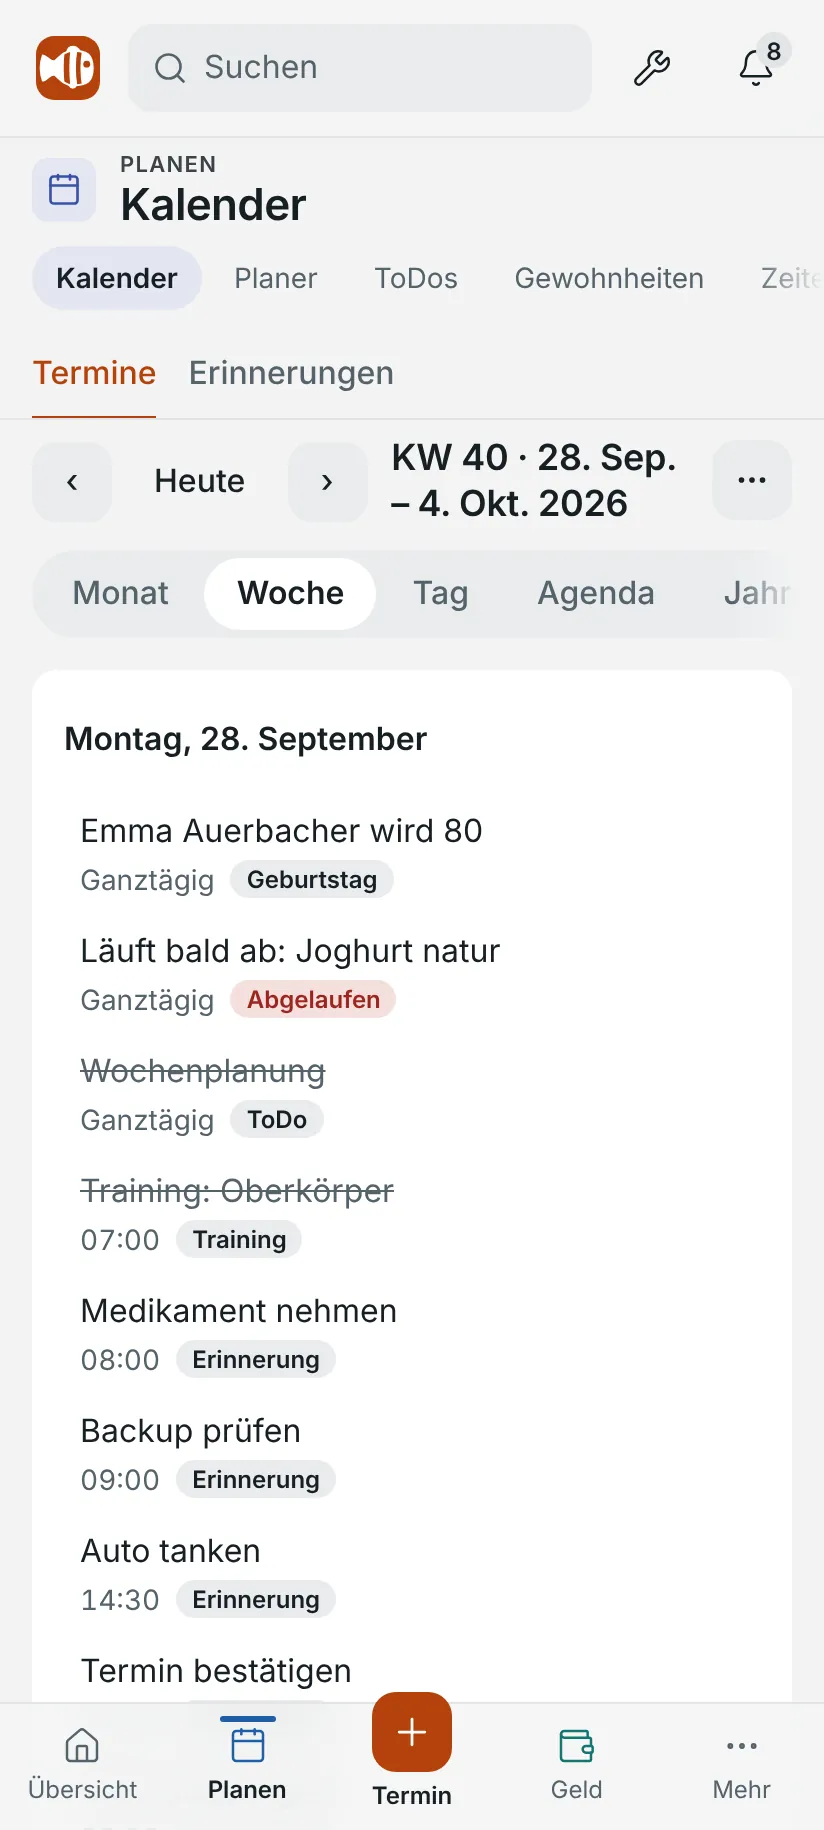 Suchen
8
PLANEN
Kalender
Kalender
Planer
ToDos
Gewohnheiten
Termine
Erinnerungen
‹
Heute
›
KW 40 · 28. Sep.
– 4. Okt. 2026
Monat
Woche
Tag
Agenda
Jahr
Montag, 28. September
Emma Auerbacher wird 80
Ganztägig Geburtstag
Läuft bald ab: Joghurt natur
Ganztägig Abgelaufen
Wochenplanung
Ganztägig ToDo
Training: Oberkörper
07:00 Training
Medikament nehmen
08:00 Erinnerung
Backup prüfen
09:00 Erinnerung
Auto tanken
14:30 Erinnerung
Termin bestätigen
Übersicht
Planen
Termin
Geld
Mehr